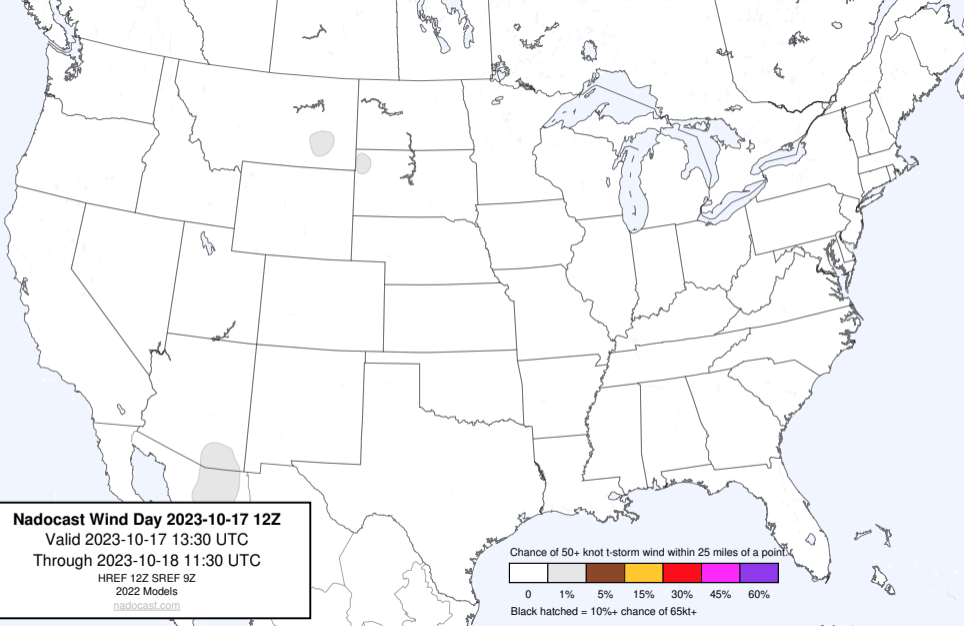 Nadocast Wind Day 2023-10-17 12Z
Valid 2023-10-17 13:30 UTC
Through 2023-10-18 11:30 UTC
HREF 12Z SREF 9Z
2022 Models
nadocast.com
Chance of 50+ knot t-storm wind within 25 miles of a point.
0 1% 5% 15% 30% 45% 60%
Black hatched = 10%+ chance of 65kt+